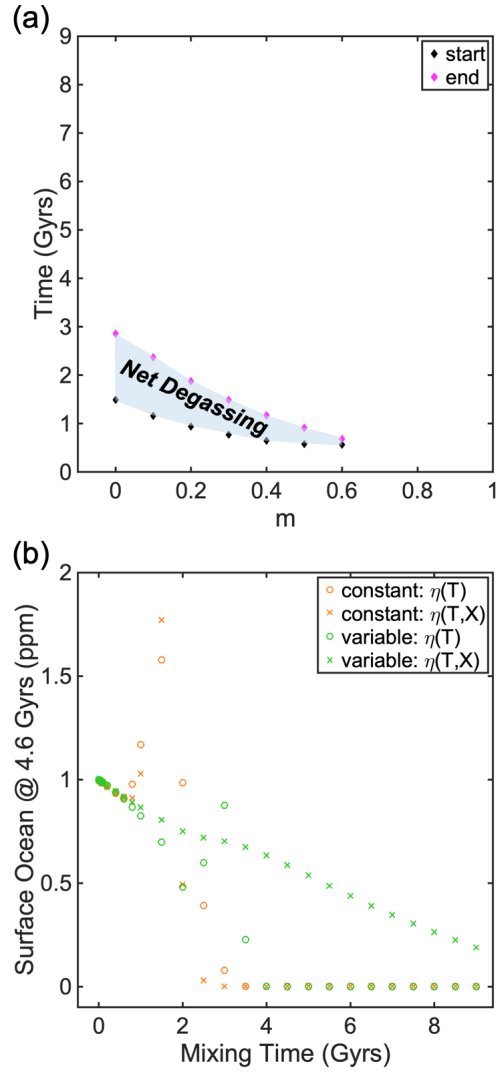 (a)
9
8
7
6
5
4
3
2
1
0
Time (Gyrs)
start
end
Net Degassing
0
0.2
0.4
0.6
0.8
1
m
(b)
2
1.5
1
0.5
0
Surface Ocean @ 4.6 Gyrs (ppm)
constant: η(T)
constant: η(T,X)
variable: η(T)
variable: η(T,X)
0
2
4
6
8
Mixing Time (Gyrs)